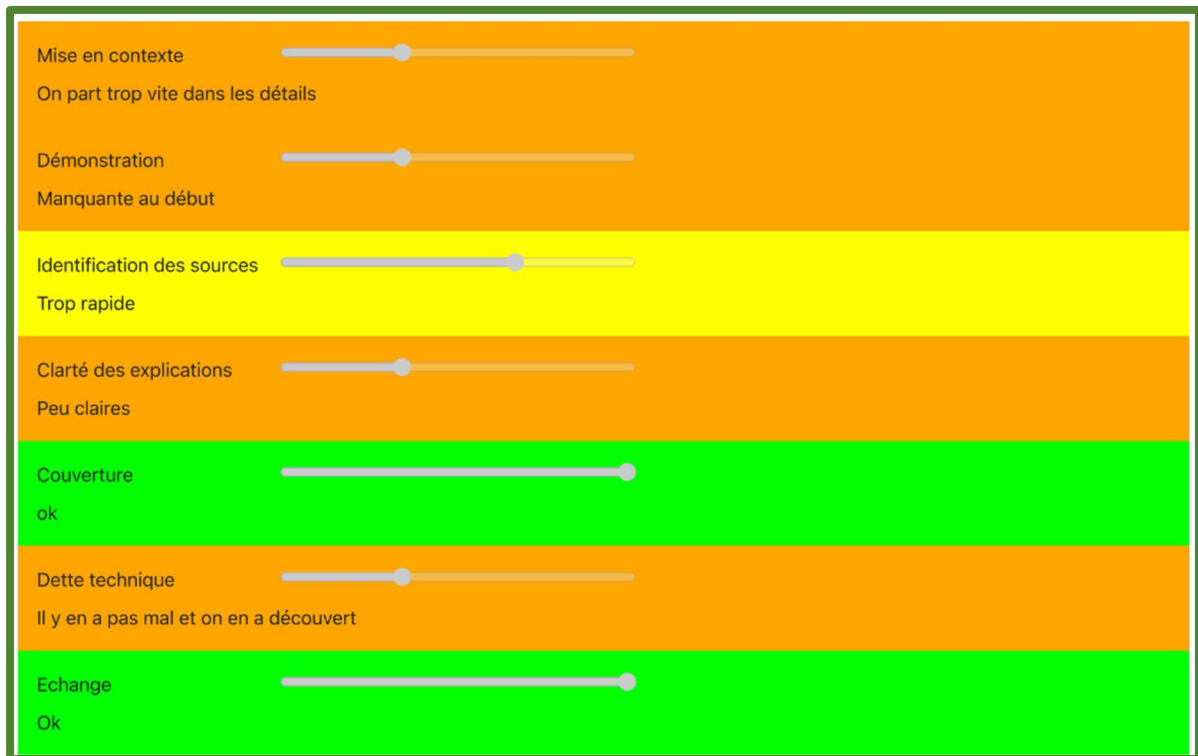 Mise en contexte
On part trop vite dans les détails
Démonstration
Manquante au début
Identification des sources
Trop rapide
Clarté des explications
Peu claires
Couverture
ok
Dette technique
Il y en a pas mal et on en a découvert
Echange
Ok